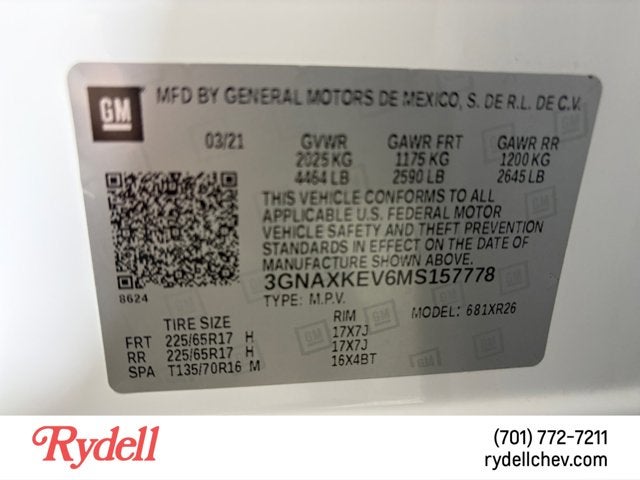 GM MFD BY GENERAL MOTORS DE MEXICO, S. DE R.L. DE C.V.
03/21 GVWR GAWR FRT GAWR RR
2025 KG 1175 KG 1200 KG
4464 LB 2590 LB 2645 LB
THIS VEHICLE CONFORMS TO ALL
APPLICABLE U.S. FEDERAL MOTOR
VEHICLE SAFETY AND THEFT PREVENTION
STANDARDS IN EFFECT ON THE DATE OF
MANUFACTURE SHOWN ABOVE.
8624
3GNAXKEV6MS157778
TYPE: M.P.V. MODEL: 681XR26
TIRE SIZE RIM
FRT 225/65R17 H 17X7J
RR 225/65R17 H 17X7J
SPA T135/70R16 M 16X4BT
Rydell
(701) 772-7211
rydellchev.com